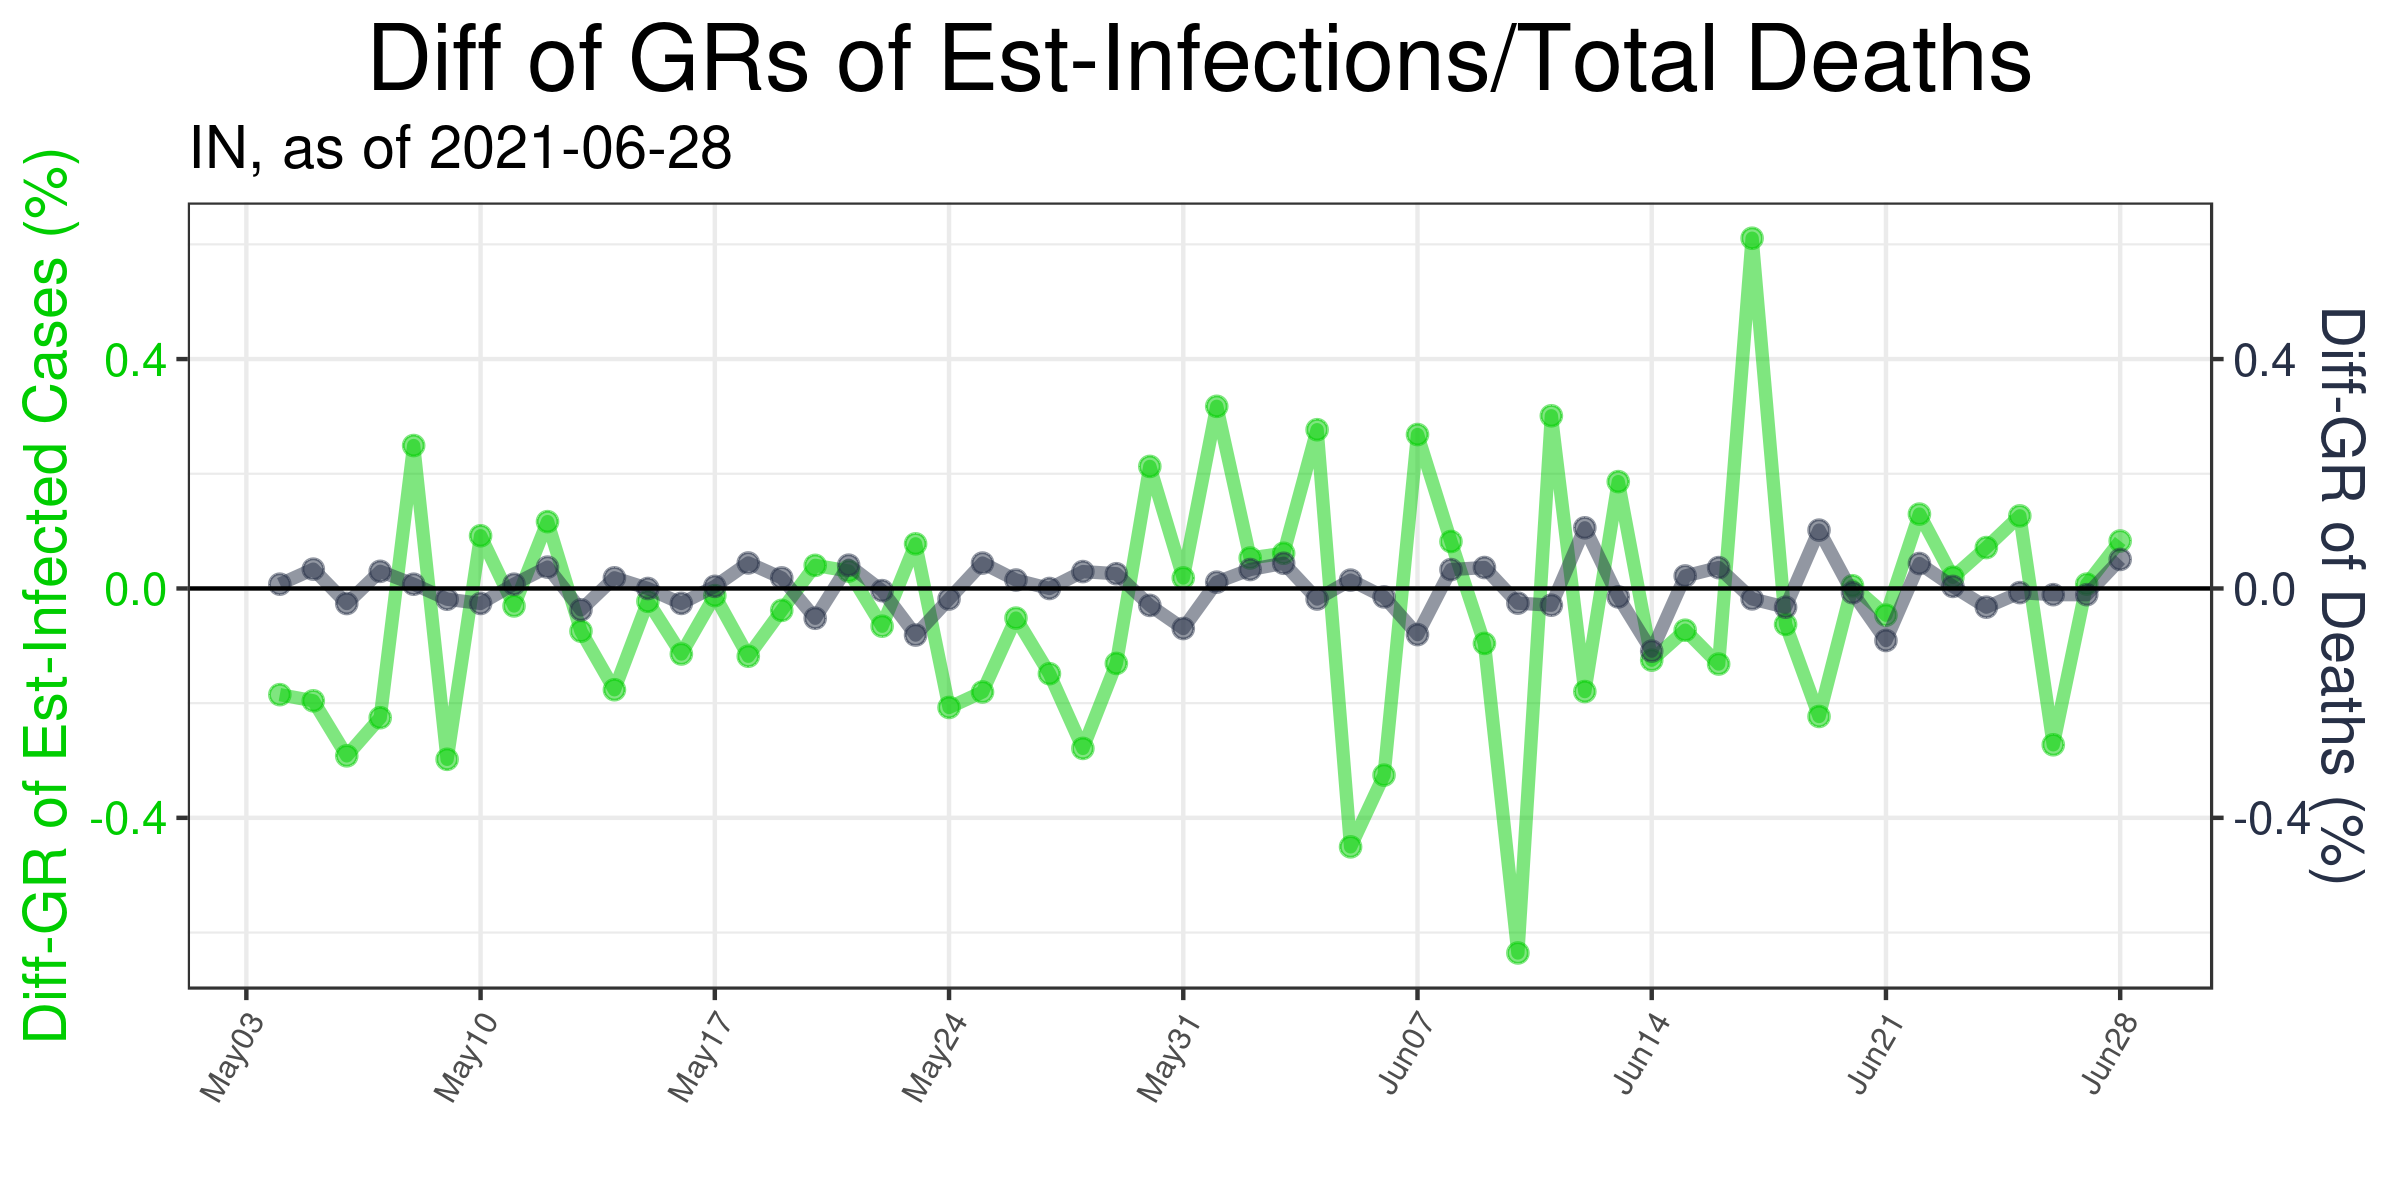 Diff of GRs of Est-Infections/Total Deaths
IN, as of 2021-06-28
Diff-GR of Est-Infected Cases (%)
0.4
0.0
-0.4
0.4
0.0
-0.4
Diff-GR of Deaths (%)
May03
May10
May17
May24
May31
Jun07
Jun14
Jun21
Jun28